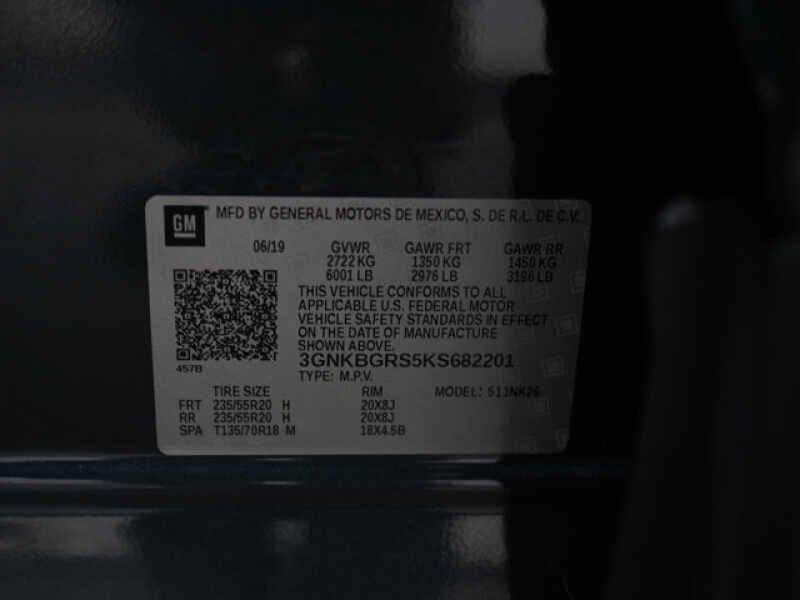 GM MFD BY GENERAL MOTORS DE MEXICO, S. DE R.L. DE C.V.
06/19 GVWR GAWR FRT GAWR RR
2722 KG 1350 KG 1450 KG
6001 LB 2976 LB 3196 LB
THIS VEHICLE CONFORMS TO ALL
APPLICABLE U.S. FEDERAL MOTOR
VEHICLE SAFETY STANDARDS IN EFFECT
ON THE DATE OF MANUFACTURE
SHOWN ABOVE.
3GNKBGRS5KS682201
457B
TYPE: M.P.V.
TIRE SIZE RIM MODEL: 511NK26
FRT 235/55R20 H 20X8J
RR 235/55R20 H 20X8J
SPA T135/70R18 M 18X4.5B